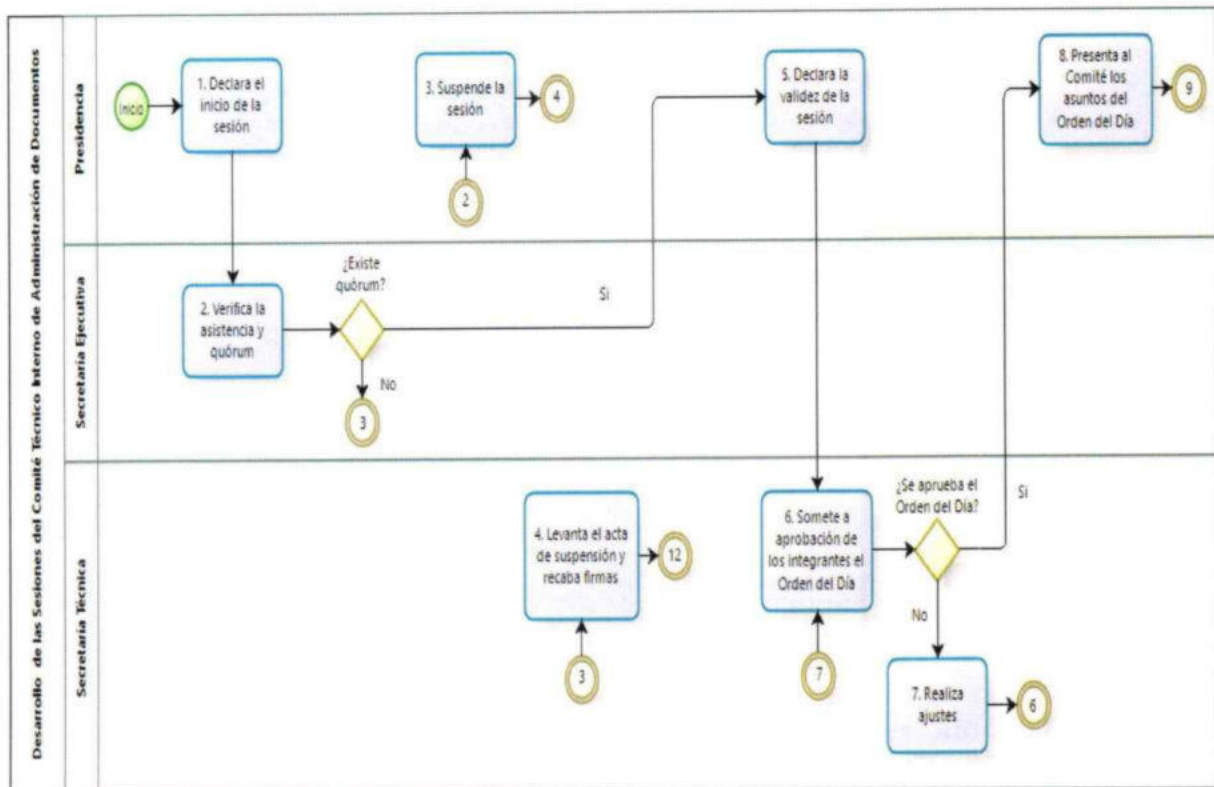 Desarrollo de las Sesiones del Comité Técnico Interno de Administración de Documentos
Presidencia
Inicio
1. Declara el
inicio de la
sesión
3. Suspende la
sesión
4
2
5. Declara la
validez de la
sesión
8. Presenta al
Comité los
asuntos del
Orden del Día
9
Secretaría Ejecutiva
2. Verifica la
asistencia y
quórum
¿Existe
quórum?
Si
No
3
Secretaría Técnica
4. Levanta el acta
de suspensión y
recaba firmas
12
3
6. Somete a
aprobación de
los integrantes el
Orden del Día
7
¿Se aprueba el
Orden del Día?
Si
No
7. Realiza
ajustes
6